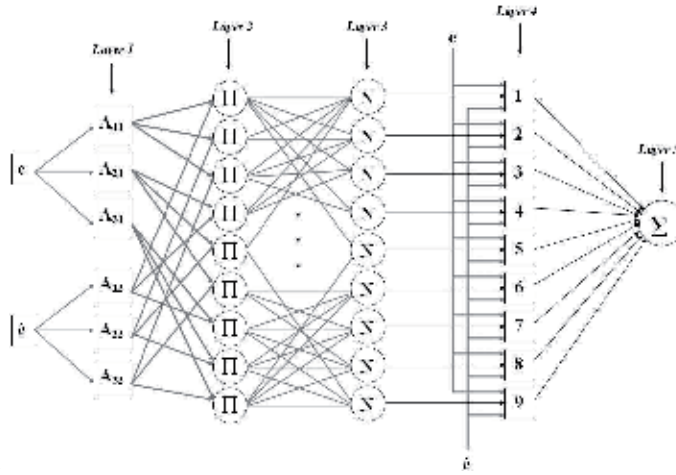 Layer 1
Layer 2
Layer 3
Layer 4
Layer 5
e
ė
A11
A21
A31
A12
A22
A32
Π
Π
Π
Π
Π
Π
Π
Π
Π
N
N
N
N
N
N
N
N
N
e
ė
1
2
3
4
5
6
7
8
9
Σ